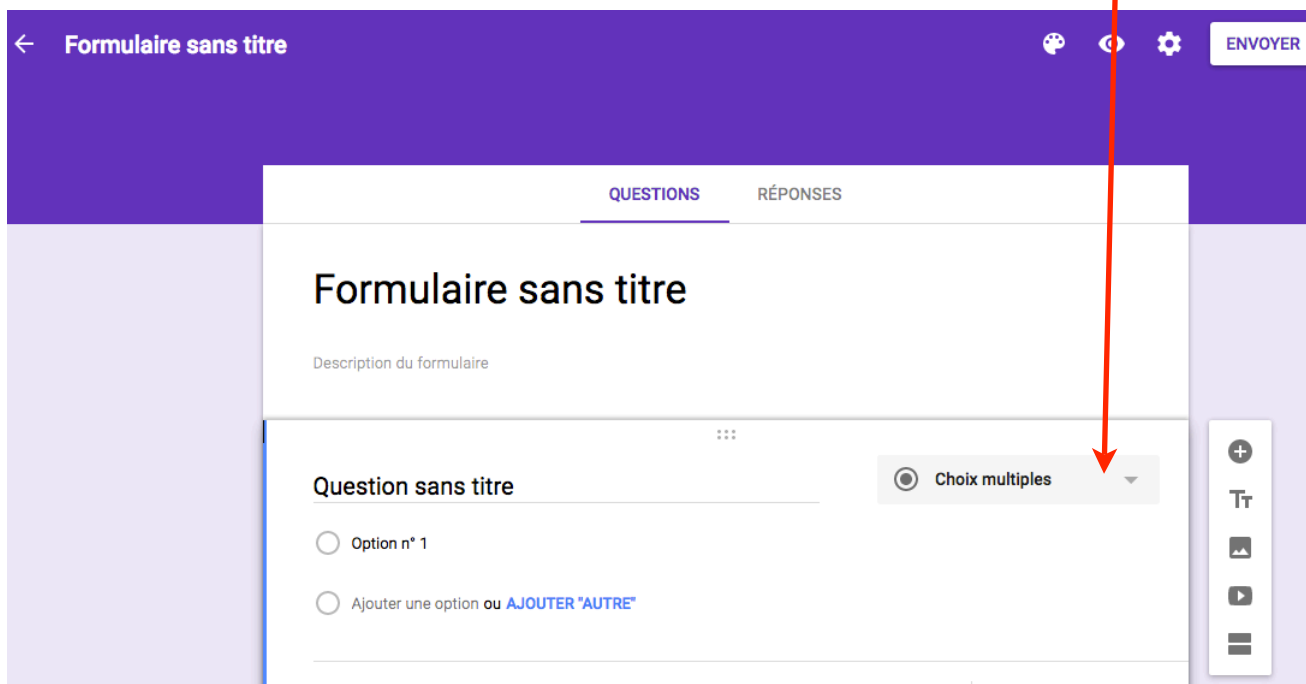 Formulaire sans titre
ENVOYER
QUESTIONS RÉPONSES
Formulaire sans titre
Description du formulaire
Question sans titre
Choix multiples
Option n° 1
Ajouter une option ou AJOUTER "AUTRE"
Tт